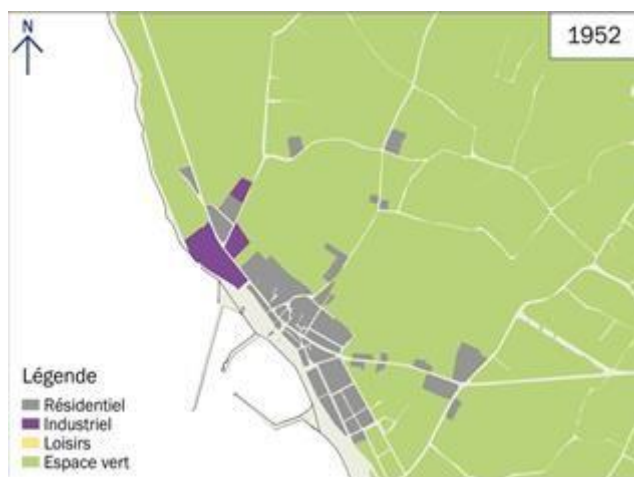 N
1952
Légende
Résidentiel
Industriel
Loisirs
Espace vert